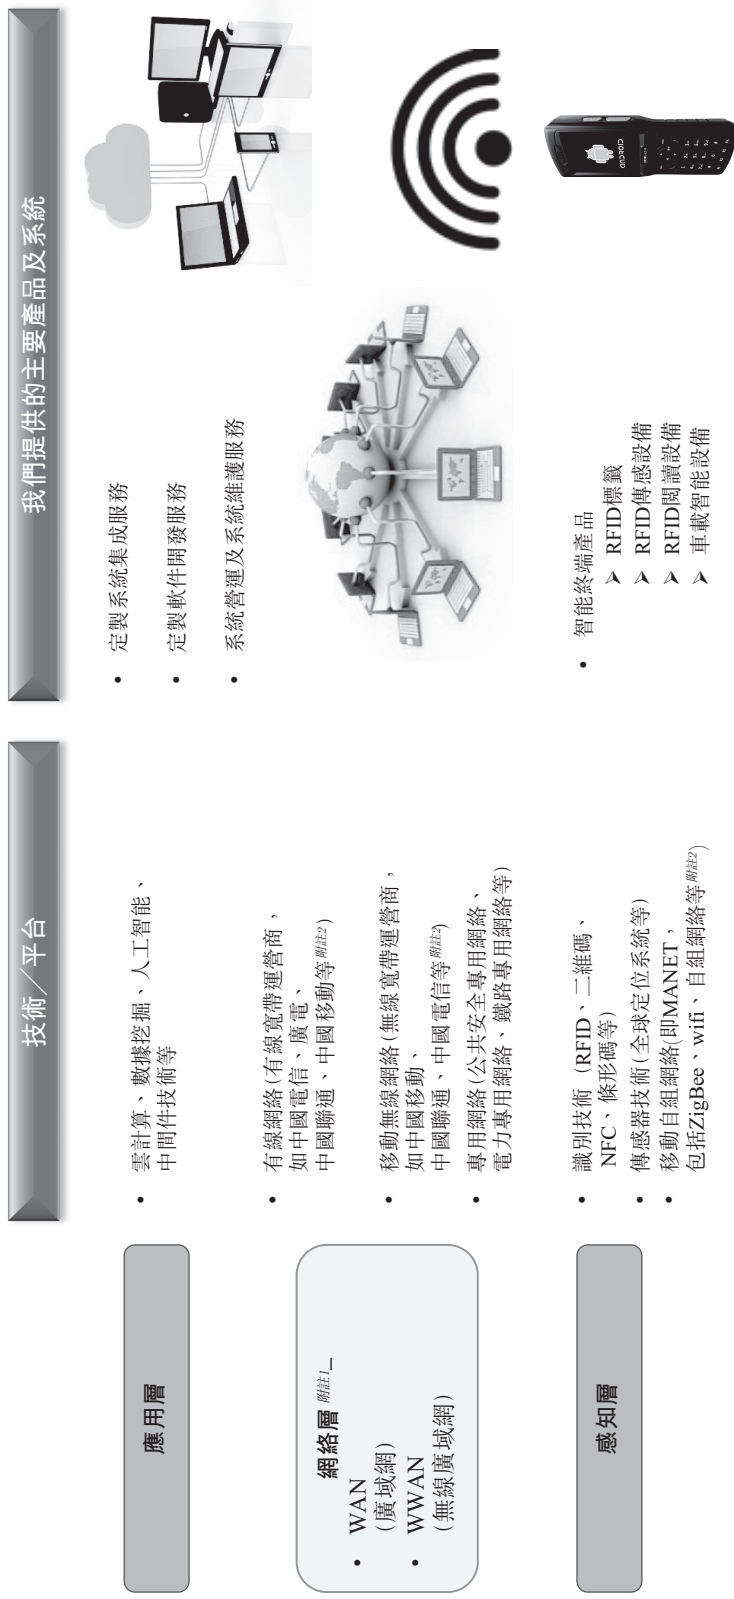 技術／平台
我們提供的主要產品及系統
應用層
• 雲計算、數據挖掘、人工智能、
中間件技術等
• 定製系統集成服務
• 定製軟件開發服務
• 系統營運及系統維護服務
網絡層 附註1
• WAN
(廣域網)
• WWAN
(無線廣域網)
• 有線網絡(有線寬帶運營商，
如中國電信、廣電、
中國聯通、中國移動等 附註2)
• 移動無線網絡(無線寬帶運營商，
如中國移動、
中國聯通、中國電信等 附註2)
• 專用網絡(公共安全專用網絡、
電力專用網絡、鐵路專用網絡等)
感知層
• 識別技術（RFID、二維碼、
NFC、條形碼等)
• 傳感器技術(全球定位系統等)
• 移動自組網絡(即MANET，
包括ZigBee、wifi、自組網絡等 附註2)
• 智能終端產品
➢ RFID標籤
➢ RFID傳感設備
➢ RFID閱讀設備
➢ 車載智能設備